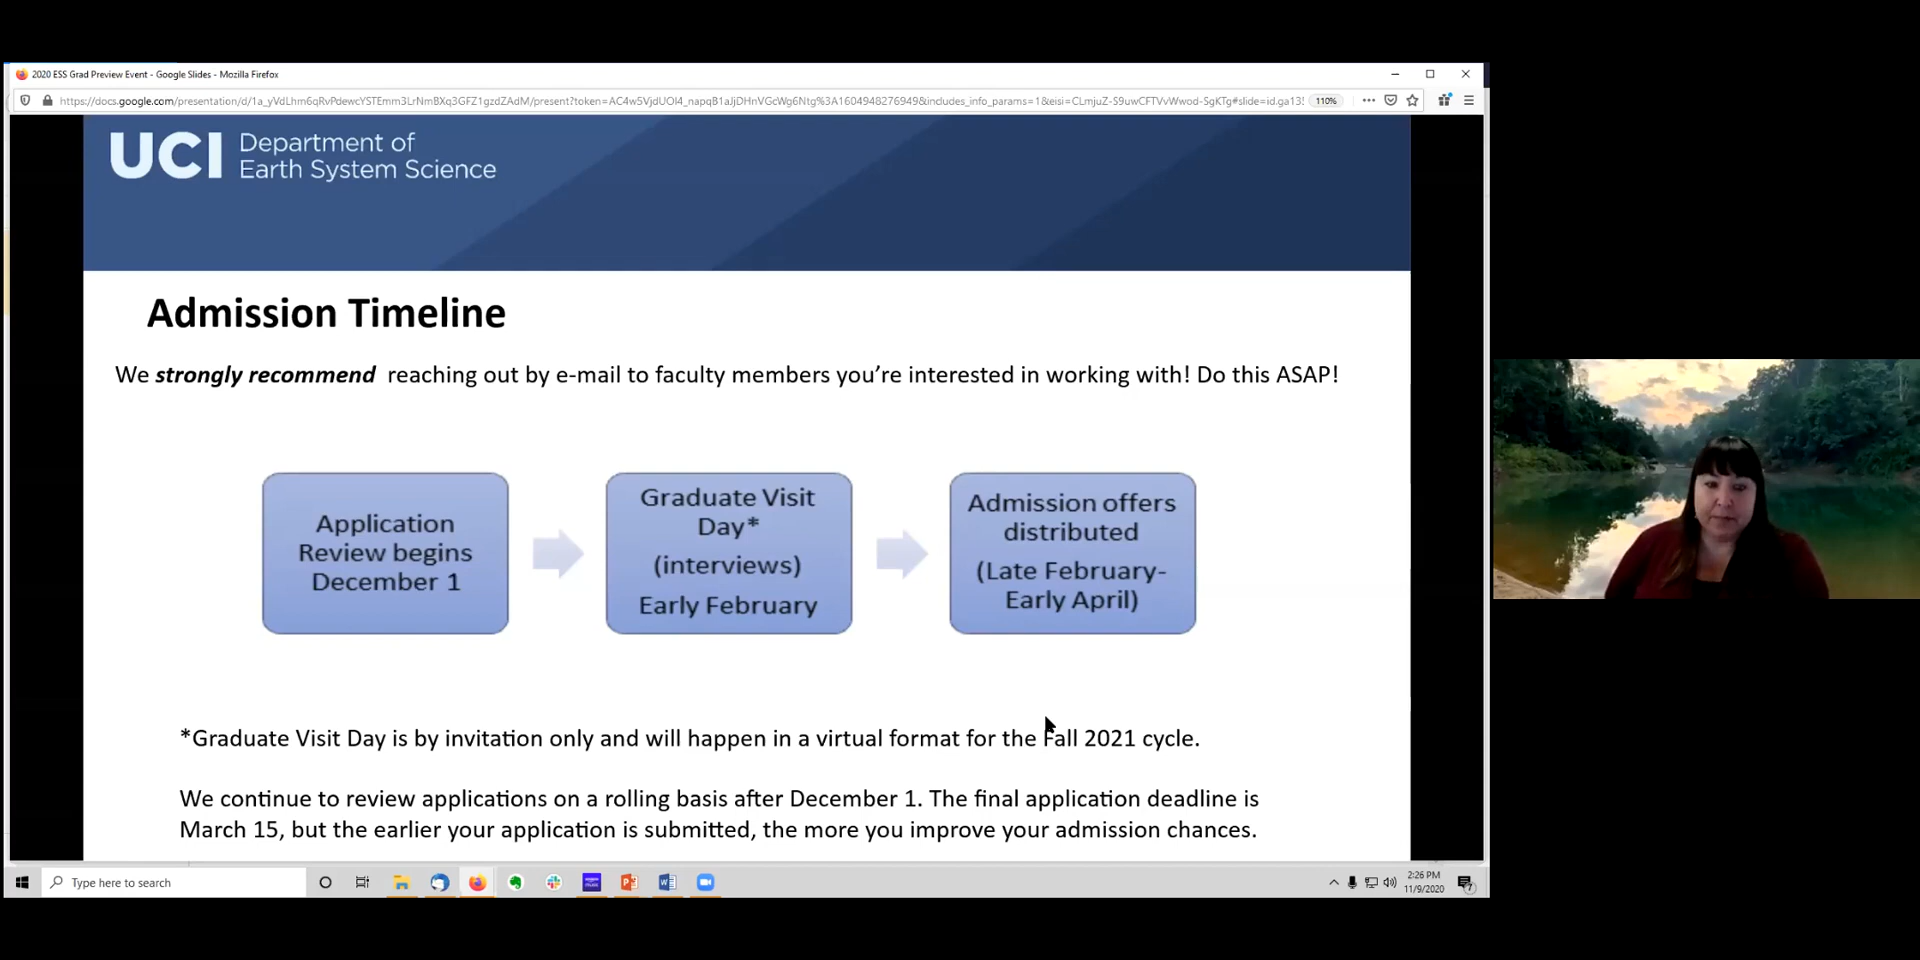 2020 ESS Grad Preview Event - Google Slides - Mozilla Firefox
110%
UCI Department of
Earth System Science
Admission Timeline
We strongly recommend reaching out by e-mail to faculty members you're interested in working with! Do this ASAP!
Application
Review begins
December 1
Graduate Visit
Day*
(interviews)
Early February
Admission offers
distributed
(Late February-
Early April)
*Graduate Visit Day is by invitation only and will happen in a virtual format for the Fall 2021 cycle.
We continue to review applications on a rolling basis after December 1. The final application deadline is
March 15, but the earlier your application is submitted, the more you improve your admission chances.
Type here to search
2:26 PM
11/9/2020